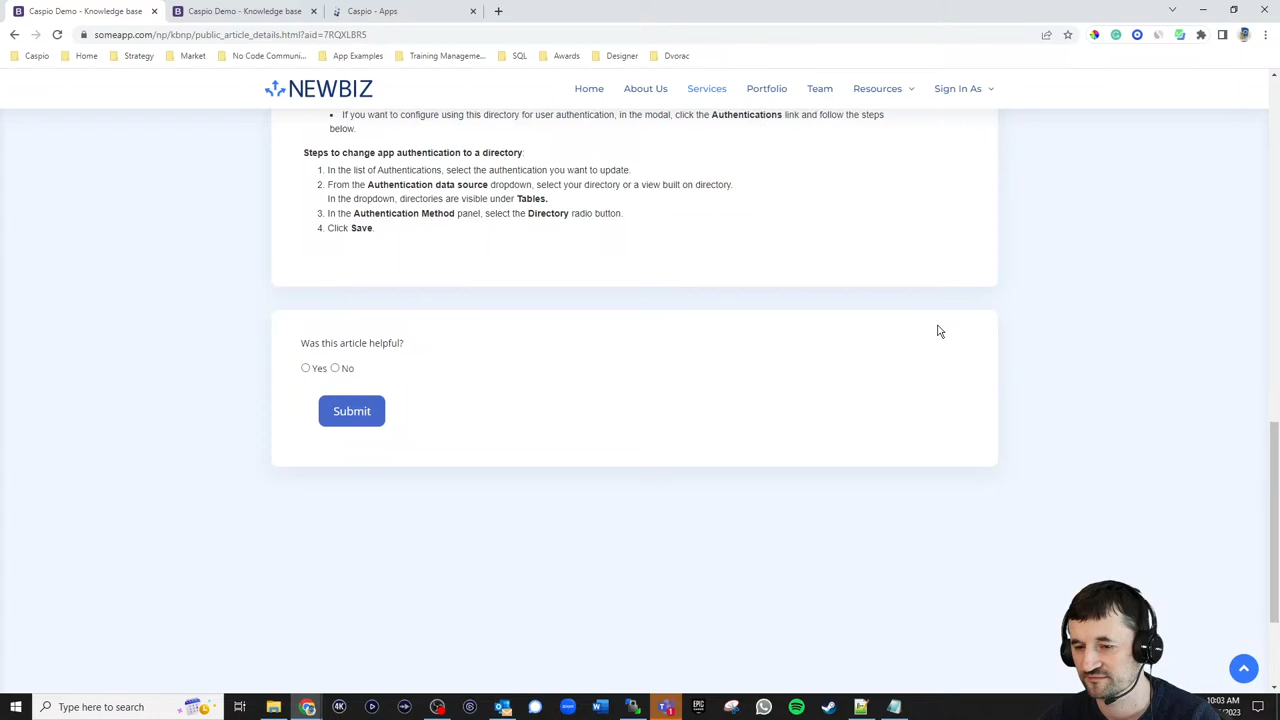 Caspio Demo - Knowledge base
Caspio Demo - Knowledge base
Caspio - Apps
someapp.com/np/kbnp/public_article_details.html?aid=7RQXLBR5
Caspio
Home
Strategy
Market
No Code Communi...
App Examples
Training Manageme...
SQL
Awards
Designer
Dvorac
NEWBIZ
Home
About Us
Services
Portfolio
Team
Resources
Sign In As
If you want to configure using this directory for user authentication, in the modal, click the Authentications link and follow the steps
below.
Steps to change app authentication to a directory:
1. In the list of Authentications, select the authentication you want to update.
2. From the Authentication data source dropdown, select your directory or a view built on directory.
In the dropdown, directories are visible under Tables.
3. In the Authentication Method panel, select the Directory radio button.
4. Click Save.
Was this article helpful?
Yes No
Submit
Type here to search
10:03 AM